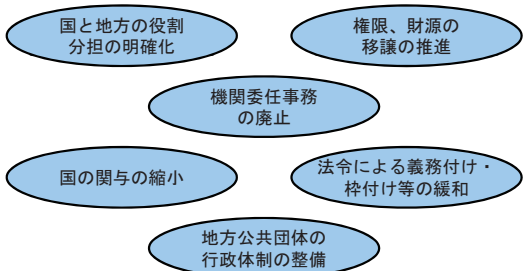 国と地方の役割
分担の明確化
権限、財源の
移譲の推進
機関委任事務
の廃止
国の関与の縮小
法令による義務付け・
枠付け等の緩和
地方公共団体の
行政体制の整備